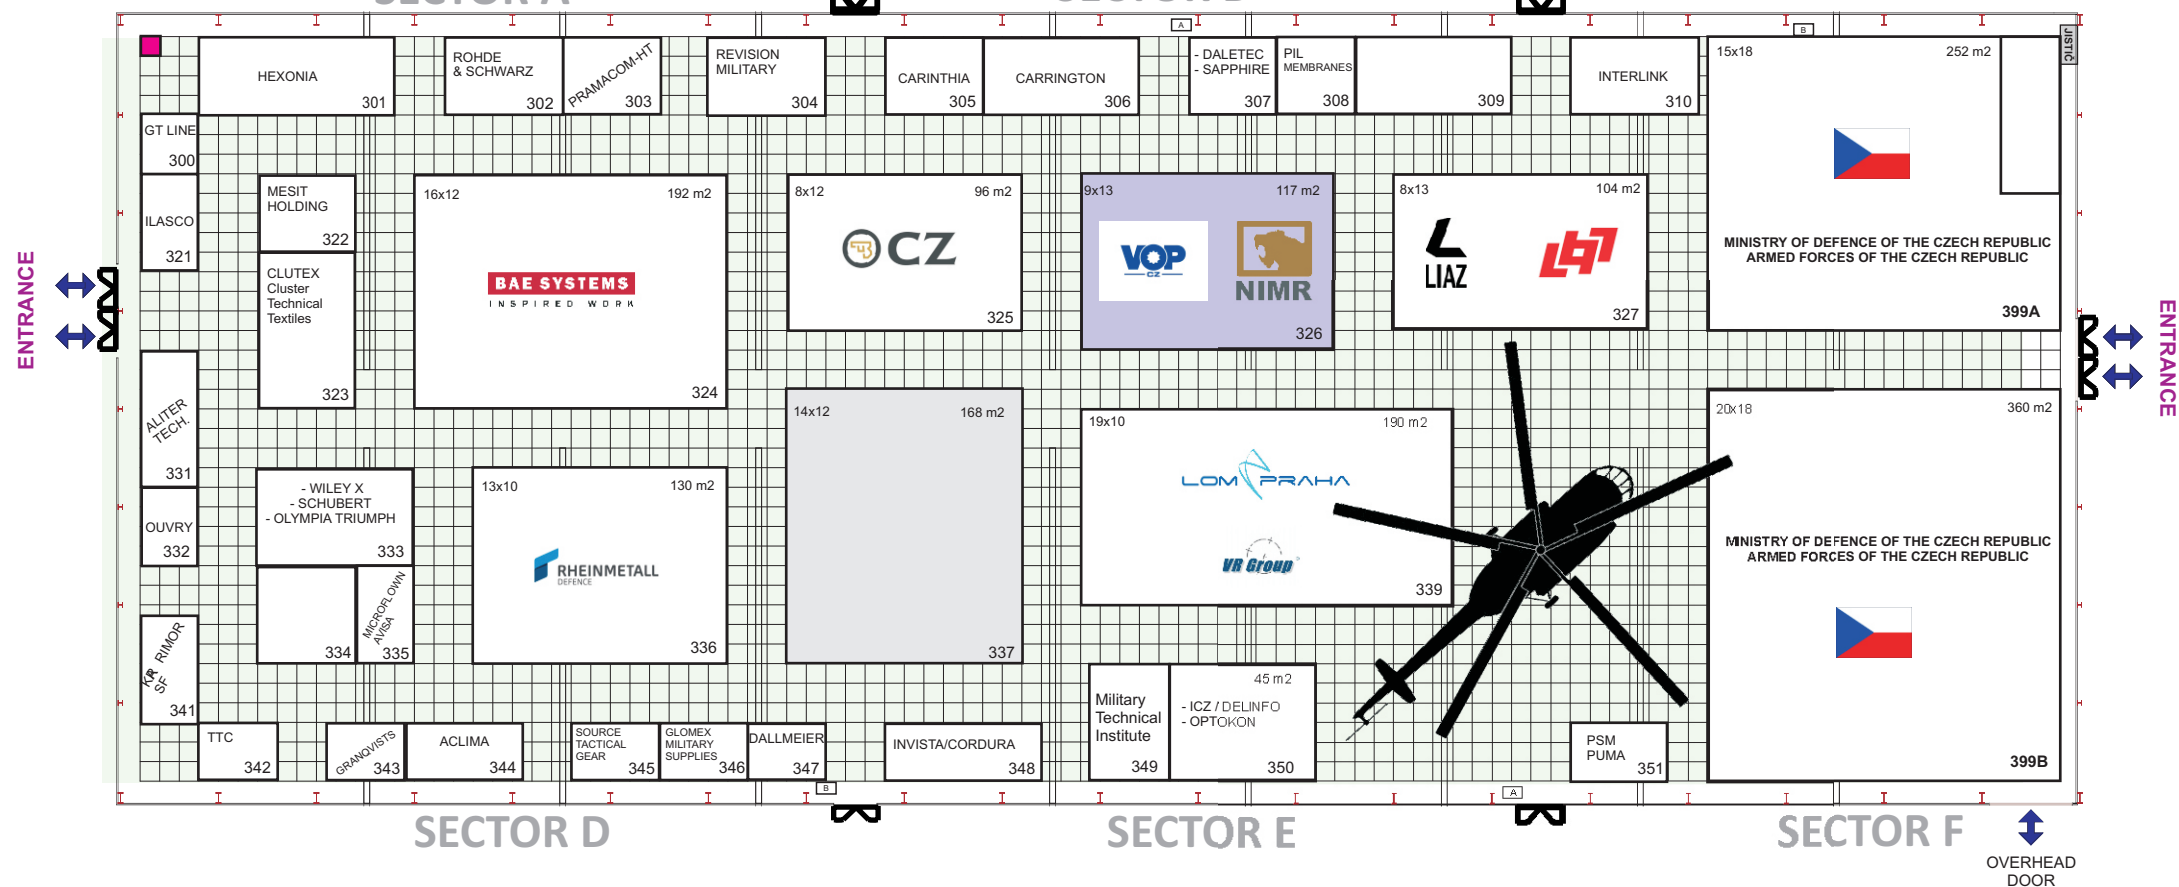 A
B
JISTIČ
HEXONIA
301
ROHDE
& SCHWARZ
302
PRAMACOM-HT
303
REVISION
MILITARY
304
CARINTHIA
305
CARRINGTON
306
- DALETEC
- SAPPHIRE
307
PIL
MEMBRANES
308
309
INTERLINK
310
15x18
252 m2
MINISTRY OF DEFENCE OF THE CZECH REPUBLIC
ARMED FORCES OF THE CZECH REPUBLIC
399A
GT LINE
300
ILASCO
321
MESIT
HOLDING
322
CLUTEX
Cluster
Technical
Textiles
323
16x12
192 m2
BAE SYSTEMS
INSPIRED WORK
324
8x12
96 m2
CZ
325
9x13
117 m2
VOP
CZ
NIMR
326
8x13
104 m2
LIAZ
327
ENTRANCE
ENTRANCE
ALITER
TECH.
331
OUVRY
332
- WILEY X
- SCHUBERT
- OLYMPIA TRIUMPH
333
334
MICROFLOWN
AVISA
335
13x10
130 m2
RHEINMETALL
DEFENCE
336
14x12
168 m2
337
19x10
190 m2
LOM PRAHA
VR Group
339
20x18
360 m2
MINISTRY OF DEFENCE OF THE CZECH REPUBLIC
ARMED FORCES OF THE CZECH REPUBLIC
399B
RIMOR
SF
341
TTC
342
GRANQVISTS
343
ACLIMA
344
SOURCE
TACTICAL
GEAR
345
GLOMEX
MILITARY
SUPPLIES
346
DALLMEIER
347
INVISTA/CORDURA
348
Military
Technical
Institute
349
45 m2
- ICZ / DELINFO
- OPTOKON
350
PSM
PUMA
351
B
A
SECTOR D
SECTOR E
SECTOR F
OVERHEAD
DOOR